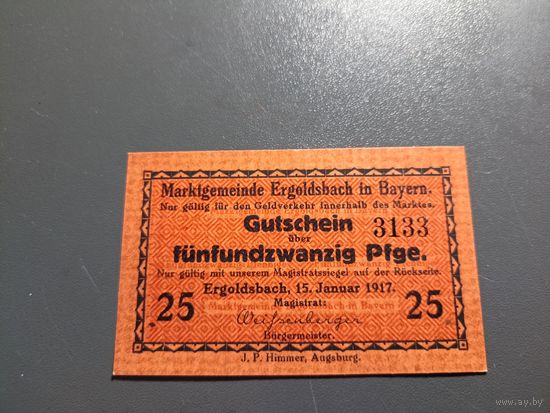 Marktgemeinde Ergoldsbach in Bayern.
Nur gültig für den Geldverkehr innerhalb des Marktes.
Gutschein 3133
über
fünfundzwanzig Pfge.
Nur gültig mit unserem Magistratssiegel auf der Rückseite.
Ergoldsbach, 15. Januar 1917.
25 Magistrat: 25
Weißenberger
Bürgermeister.
J. P. Himmer, Augsburg.
www.ay.by